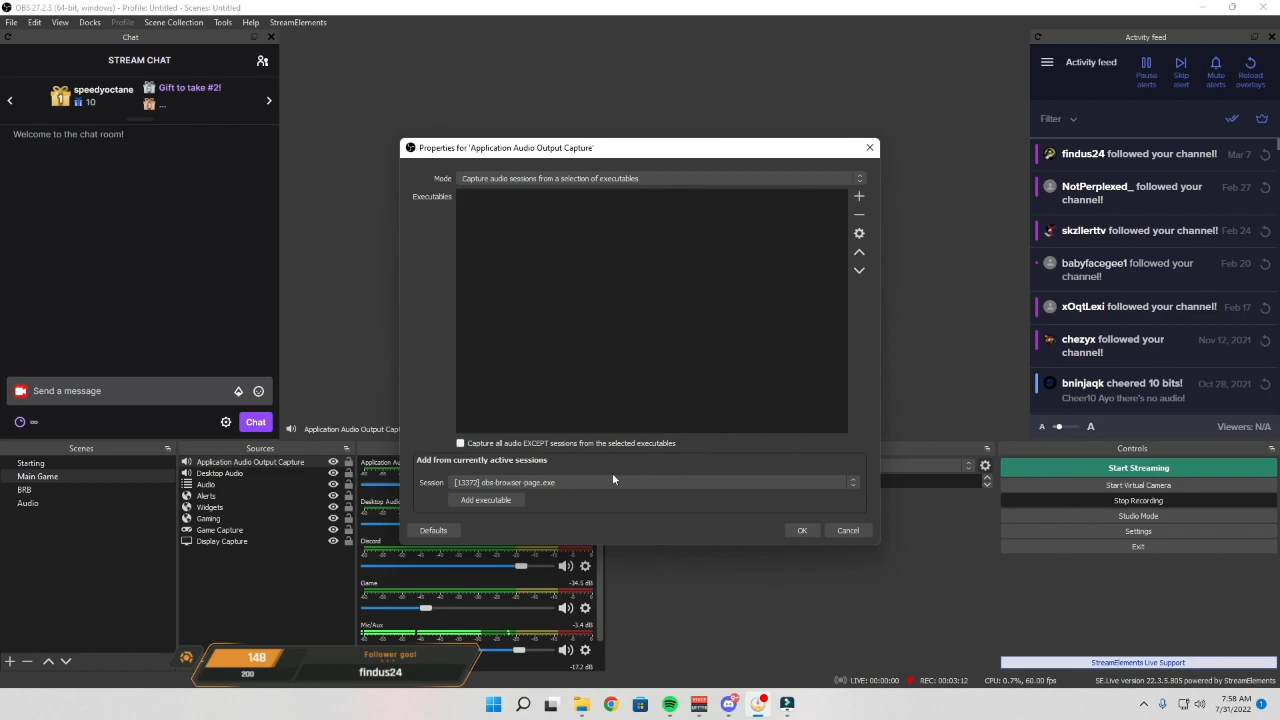 OBS 27.2.3 (64-bit, windows) - Profile: Untitled - Scenes: Untitled
File Edit View Docks Profile Scene Collection Tools Help StreamElements
Chat
STREAM CHAT
speedyoctane
10
Gift to take #2!
...
Welcome to the chat room!
Send a message
Chat
Properties for 'Application Audio Output Capture'
Mode Capture audio sessions from a selection of executables
Executables
Capture all audio EXCEPT sessions from the selected executables
Add from currently active sessions
Session [13372] obs-browser-page.exe
Add executable
Defaults OK Cancel
Activity feed
Activity feed
Pause alerts
Skip alert
Mute alerts
Reload overlays
Filter
findus24 followed your channel! Mar 7
NotPerplexed_ followed your channel! Feb 27
skzllerttv followed your channel! Feb 24
babyfacegee1 followed your channel! Feb 20
xOqtLexi followed your channel! Feb 17
chezyx followed your channel! Nov 12, 2021
bninjaqk cheered 10 bits! Oct 28, 2021
Cheer10 Ayo there's no audio!
A A Viewers: N/A
Application Audio Output Capt
Scenes
Starting
Main Game
BRB
Audio
Sources
Application Audio Output Capture
Desktop Audio
Audio
Alerts
Widgets
Gaming
Game Capture
Display Capture
Application Au
Desktop Audio
Discord
Game -34.5 dB
Mic/Aux -3.4 dB
-17.2 dB
Controls
Start Streaming
Start Virtual Camera
Stop Recording
Studio Mode
Settings
Exit
StreamElements Live Support
148
200
Follower goal
findus24
LIVE: 00:00:00 REC: 00:03:12 CPU: 0.7%, 60.00 fps SE.Live version 22.3.5.805 powered by StreamElements
7:58 AM
7/31/2022